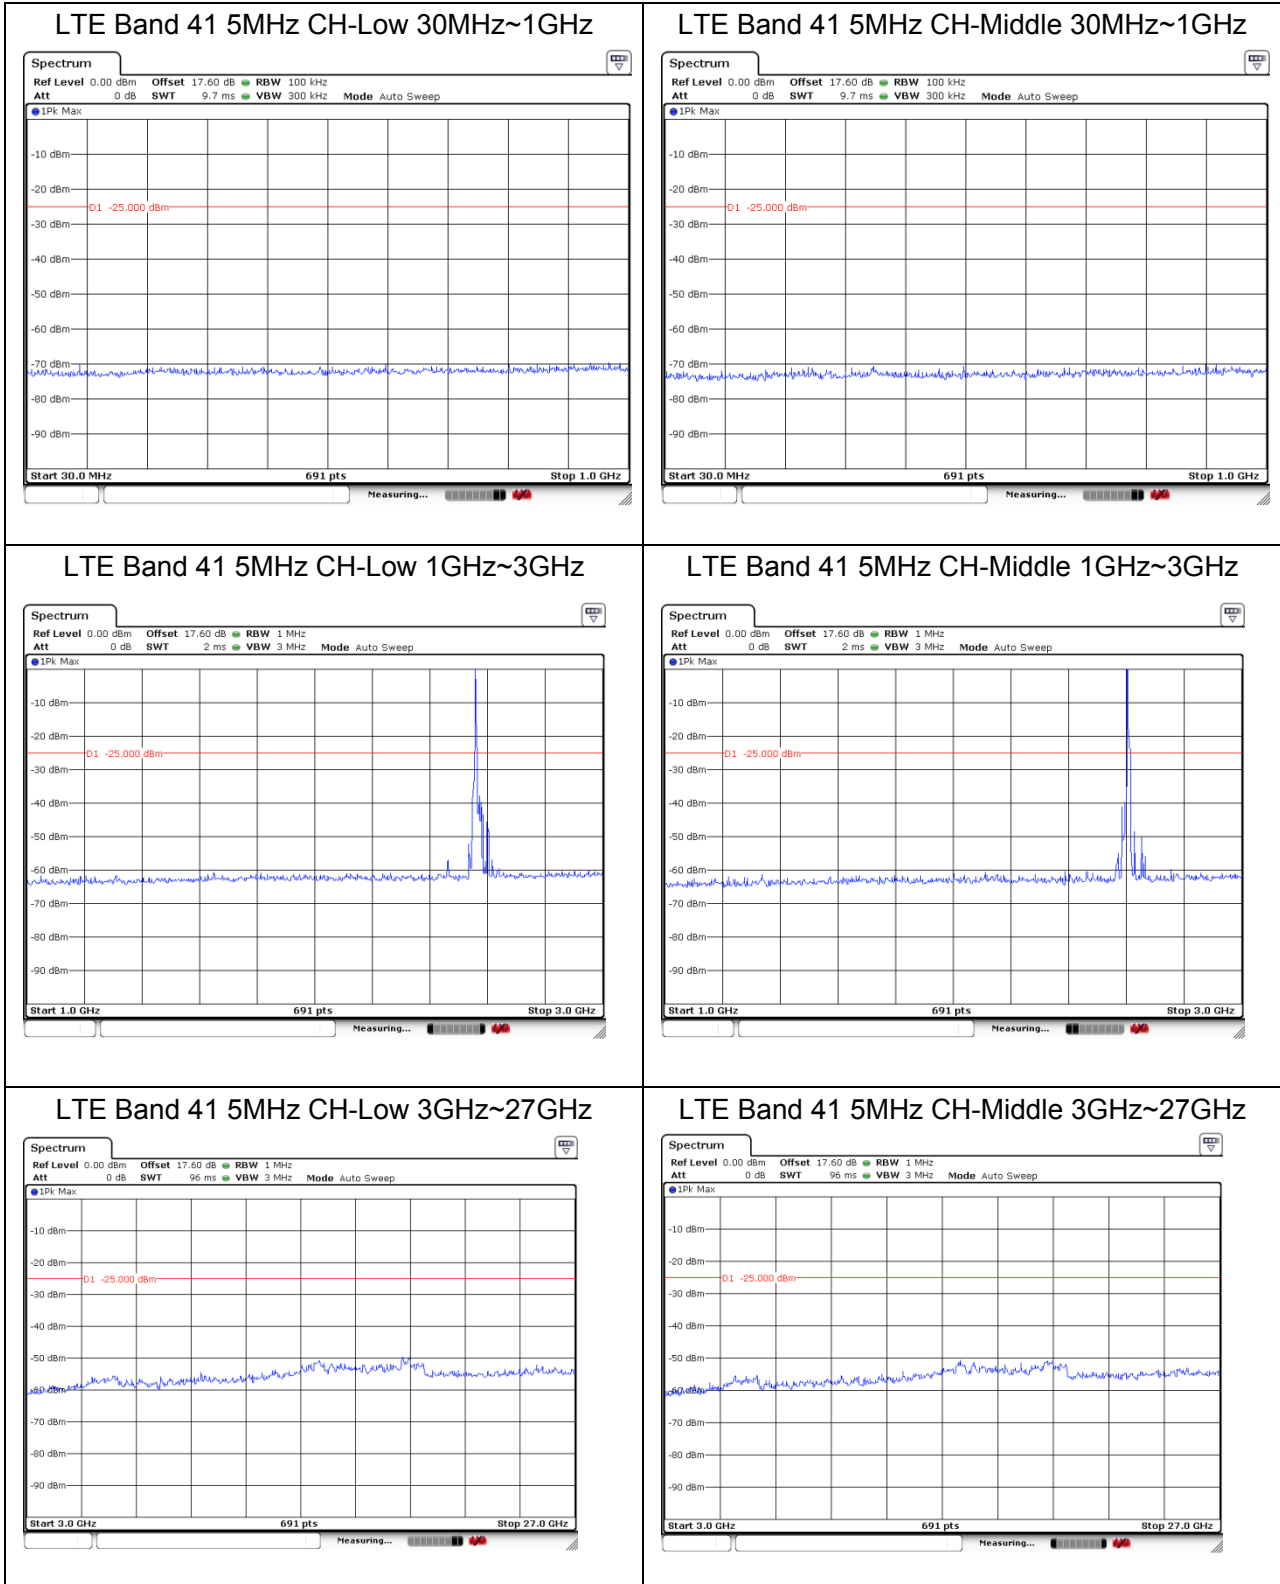 LTE Band 41 5MHz CH-Low 30MHz~1GHz
Spectrum
Ref Level 0.00 dBm Offset 17.60 dB RBW 100 kHz
Att 0 dB SWT 9.7 ms VBW 300 kHz Mode Auto Sweep
1Pk Max
-10 dBm
-20 dBm
D1 -25.000 dBm
-30 dBm
-40 dBm
-50 dBm
-60 dBm
-70 dBm
-80 dBm
-90 dBm
Start 30.0 MHz 691 pts Stop 1.0 GHz
Measuring...
LTE Band 41 5MHz CH-Middle 30MHz~1GHz
Spectrum
Ref Level 0.00 dBm Offset 17.60 dB RBW 100 kHz
Att 0 dB SWT 9.7 ms VBW 300 kHz Mode Auto Sweep
1Pk Max
-10 dBm
-20 dBm
D1 -25.000 dBm
-30 dBm
-40 dBm
-50 dBm
-60 dBm
-70 dBm
-80 dBm
-90 dBm
Start 30.0 MHz 691 pts Stop 1.0 GHz
Measuring...
LTE Band 41 5MHz CH-Low 1GHz~3GHz
Spectrum
Ref Level 0.00 dBm Offset 17.60 dB RBW 1 MHz
Att 0 dB SWT 2 ms VBW 3 MHz Mode Auto Sweep
1Pk Max
-10 dBm
-20 dBm
D1 -25.000 dBm
-30 dBm
-40 dBm
-50 dBm
-60 dBm
-70 dBm
-80 dBm
-90 dBm
Start 1.0 GHz 691 pts Stop 3.0 GHz
Measuring...
LTE Band 41 5MHz CH-Middle 1GHz~3GHz
Spectrum
Ref Level 0.00 dBm Offset 17.60 dB RBW 1 MHz
Att 0 dB SWT 2 ms VBW 3 MHz Mode Auto Sweep
1Pk Max
-10 dBm
-20 dBm
D1 -25.000 dBm
-30 dBm
-40 dBm
-50 dBm
-60 dBm
-70 dBm
-80 dBm
-90 dBm
Start 1.0 GHz 691 pts Stop 3.0 GHz
Measuring...
LTE Band 41 5MHz CH-Low 3GHz~27GHz
Spectrum
Ref Level 0.00 dBm Offset 17.60 dB RBW 1 MHz
Att 0 dB SWT 96 ms VBW 3 MHz Mode Auto Sweep
1Pk Max
-10 dBm
-20 dBm
D1 -25.000 dBm
-30 dBm
-40 dBm
-50 dBm
-60 dBm
-70 dBm
-80 dBm
-90 dBm
Start 3.0 GHz 691 pts Stop 27.0 GHz
Measuring...
LTE Band 41 5MHz CH-Middle 3GHz~27GHz
Spectrum
Ref Level 0.00 dBm Offset 17.60 dB RBW 1 MHz
Att 0 dB SWT 96 ms VBW 3 MHz Mode Auto Sweep
1Pk Max
-10 dBm
-20 dBm
D1 -25.000 dBm
-30 dBm
-40 dBm
-50 dBm
-60 dBm
-70 dBm
-80 dBm
-90 dBm
Start 3.0 GHz 691 pts Stop 27.0 GHz
Measuring...